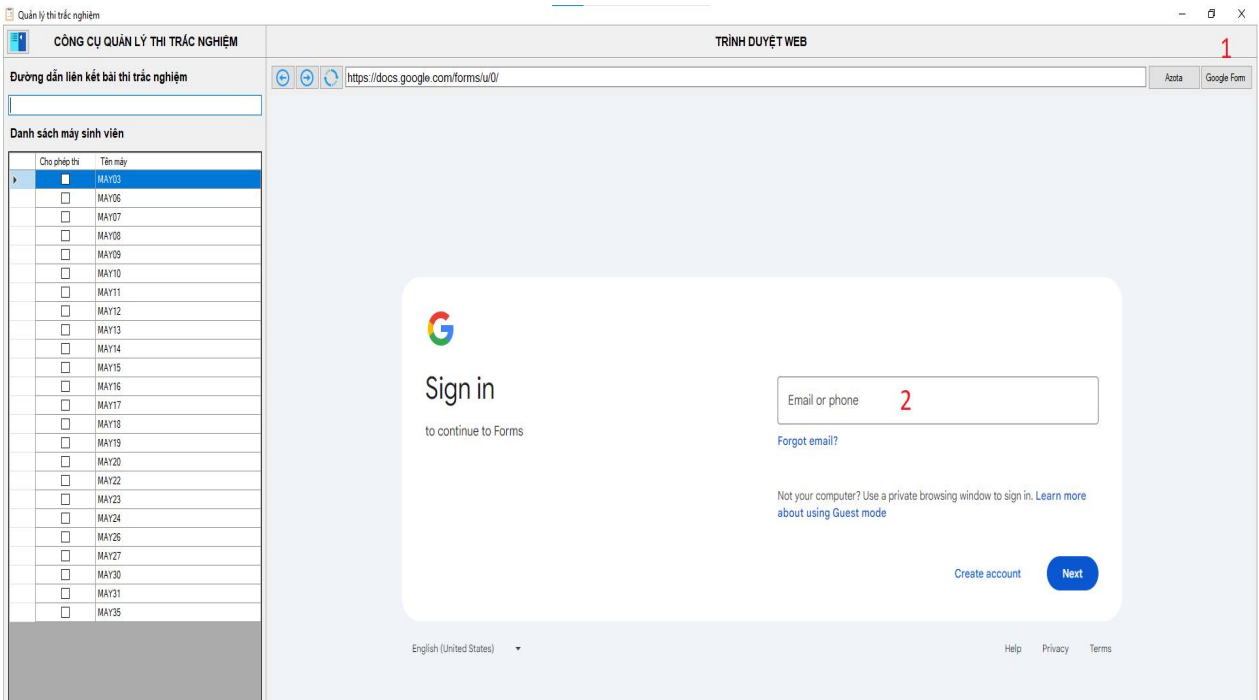 Quản lý thi trắc nghiệm
CÔNG CỤ QUẢN LÝ THI TRẮC NGHIỆM
TRÌNH DUYỆT WEB
1
Đường dẫn liên kết bài thi trắc nghiệm
https://docs.google.com/forms/u/0/
Azota
Google Form
Danh sách máy sinh viên
Cho phép thi Tên máy
MAY03
MAY06
MAY07
MAY08
MAY09
MAY10
MAY11
MAY12
MAY13
MAY14
MAY15
MAY16
MAY17
MAY18
MAY19
MAY20
MAY22
MAY23
MAY24
MAY26
MAY27
MAY30
MAY31
MAY35
Sign in
to continue to Forms
Email or phone
2
Forgot email?
Not your computer? Use a private browsing window to sign in. Learn more
about using Guest mode
Create account
Next
English (United States)
Help Privacy Terms